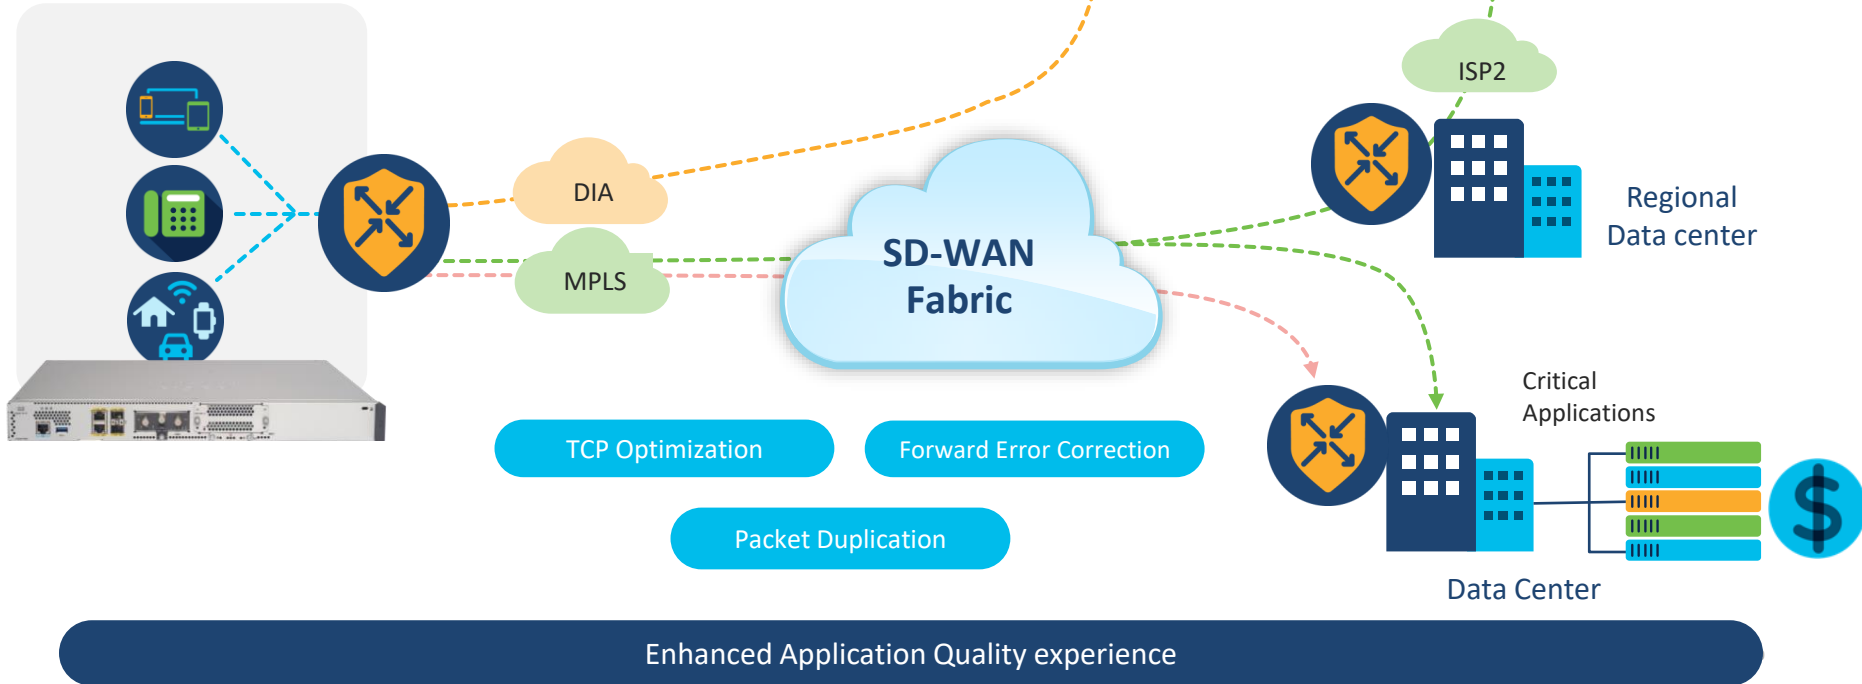 ISP2
DIA
MPLS
SD-WAN
Fabric
Regional
Data center
Critical
Applications
TCP Optimization
Forward Error Correction
Packet Duplication
Data Center
Enhanced Application Quality experience